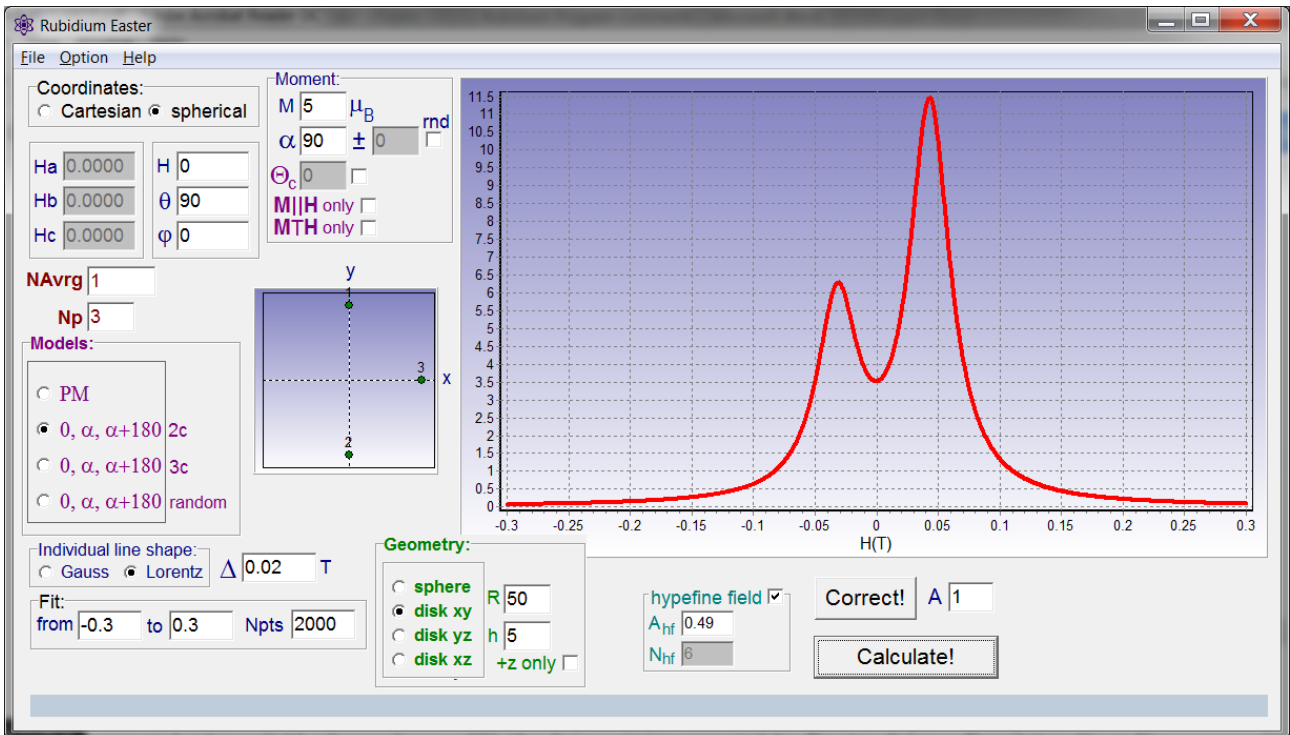 Rubidium Easter
File Option Help
Coordinates:
Cartesian spherical
Ha 0.0000 H 0
Hb 0.0000 θ 90
Hc 0.0000 φ 0
Moment:
M 5 μB
α 90 ± 0 rnd
Θc 0
M||H only
M⊤H only
NAvrg 1
Np 3
Models:
PM
0, α, α+180 2c
0, α, α+180 3c
0, α, α+180 random
y
1
3 x
2
11.5
11
10.5
10
9.5
9
8.5
8
7.5
7
6.5
6
5.5
5
4.5
4
3.5
3
2.5
2
1.5
1
0.5
0
-0.3 -0.25 -0.2 -0.15 -0.1 -0.05 0 0.05 0.1 0.15 0.2 0.25 0.3
H(T)
Individual line shape:
Gauss Lorentz Δ 0.02 T
Fit:
from -0.3 to 0.3 Npts 2000
Geometry:
sphere
disk xy
disk yz
disk xz
R 50
h 5
+z only
hypefine field
Ahf 0.49
Nhf 6
Correct! A 1
Calculate!